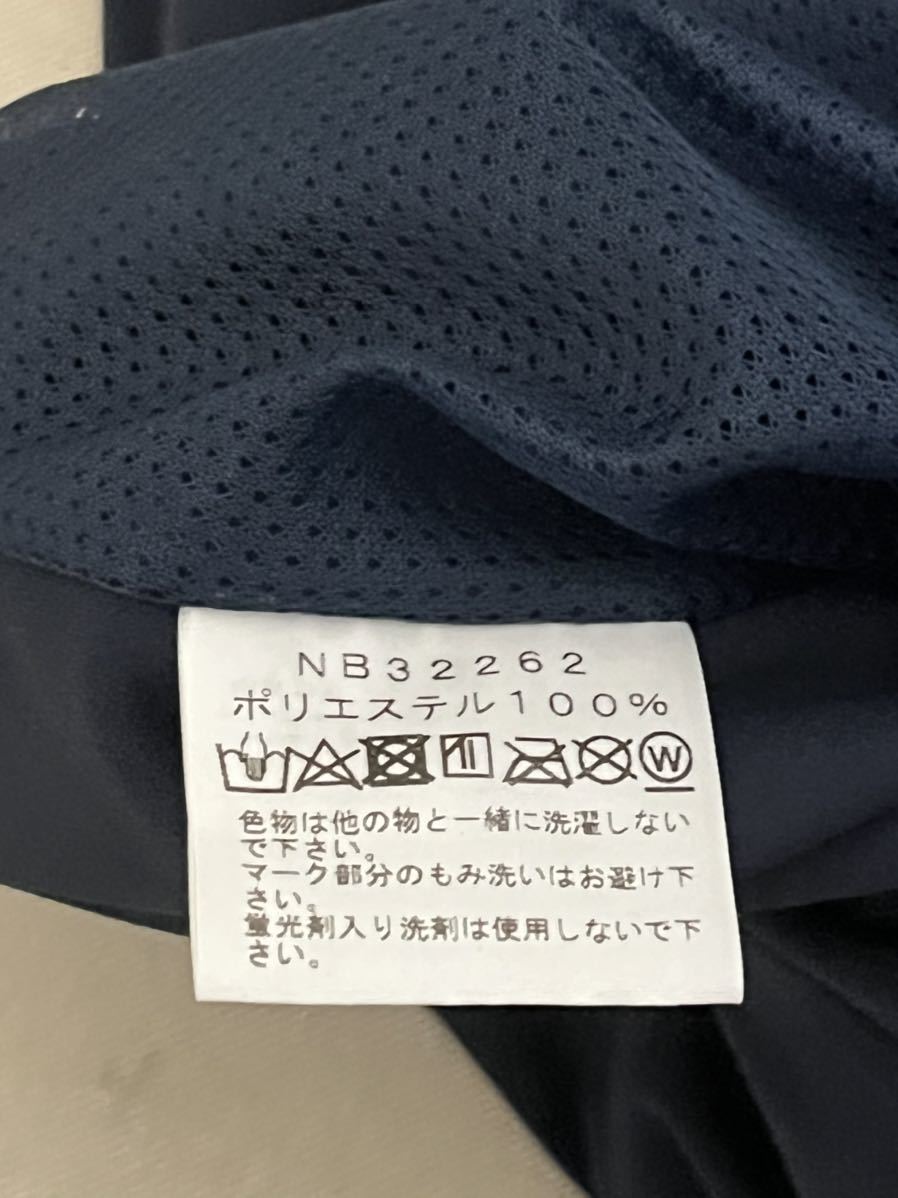 NB32262
ポリエステル100%
W
色物は他の物と一緒に洗濯しない
で下さい。
マーク部分のもみ洗いはお避け下
さい。
蛍光剤入り洗剤は使用しないで下
さい。